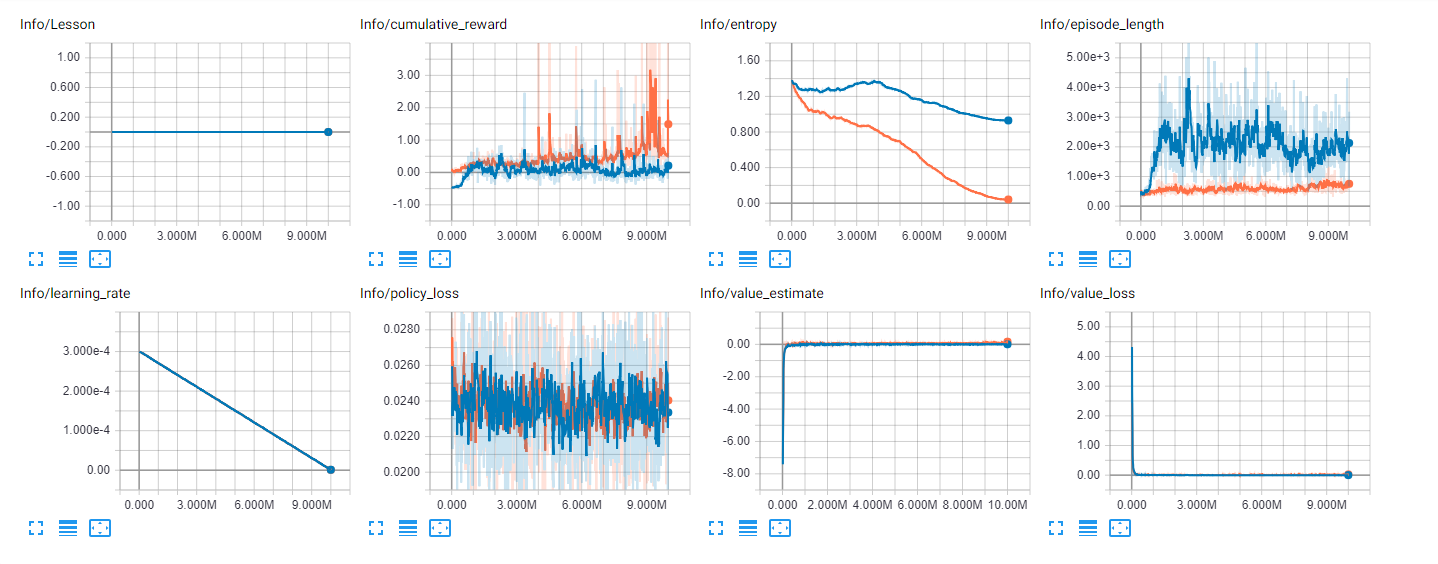 Info/Lesson
1.00
0.600
0.200
-0.200
-0.600
-1.00
0.000 3.000M 6.000M 9.000M
Info/cumulative_reward
3.00
2.00
1.00
0.00
-1.00
0.000 3.000M 6.000M 9.000M
Info/entropy
1.60
1.20
0.800
0.400
0.00
0.000 3.000M 6.000M 9.000M
Info/episode_length
5.00e+3
4.00e+3
3.00e+3
2.00e+3
1.00e+3
0.00
0.000 3.000M 6.000M 9.000M
Info/learning_rate
3.000e-4
2.000e-4
1.000e-4
0.00
0.000 3.000M 6.000M 9.000M
Info/policy_loss
0.0280
0.0260
0.0240
0.0220
0.0200
0.000 3.000M 6.000M 9.000M
Info/value_estimate
0.00
-2.00
-4.00
-6.00
-8.00
0.000 2.000M 4.000M 6.000M 8.000M 10.00M
Info/value_loss
5.00
4.00
3.00
2.00
1.00
0.00
0.000 3.000M 6.000M 9.000M